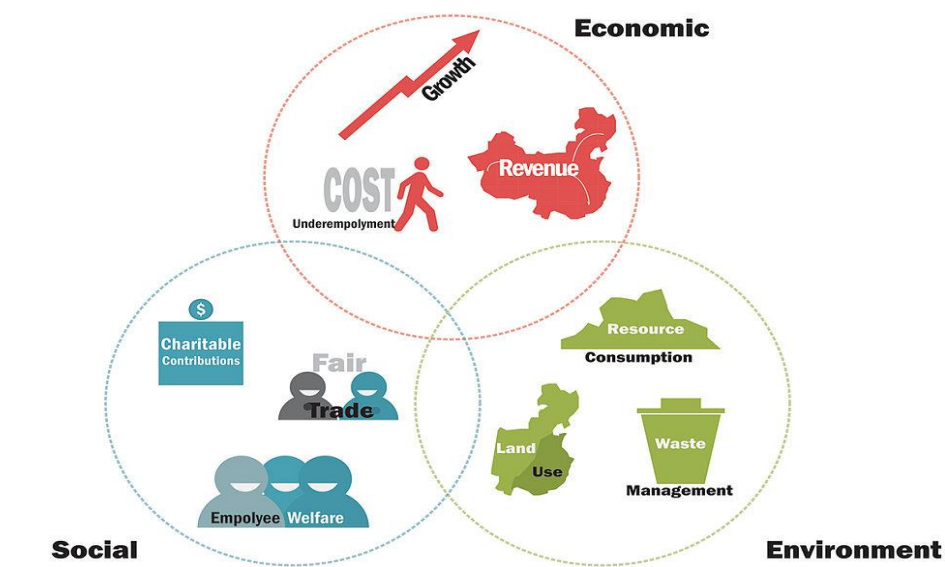 Economic
Growth
Revenue
COST
Underempolyment
$
Charitable
Contributions
Fair
Trade
Empolyee Welfare
Social
Resource
Consumption
Land
Use
Waste
Management
Environment